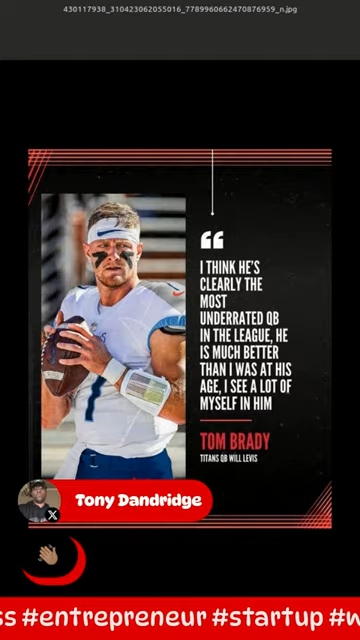 430117938_310423062055016_7789960662470876959_n.jpg
“
I THINK HE'S
CLEARLY THE
MOST
UNDERRATED QB
IN THE LEAGUE, HE
IS MUCH BETTER
THAN I WAS AT HIS
AGE, I SEE A LOT OF
MYSELF IN HIM
TOM BRADY
TITANS QB WILL LEVIS
Tony Dandridge
X
ss #entrepreneur #startup #w